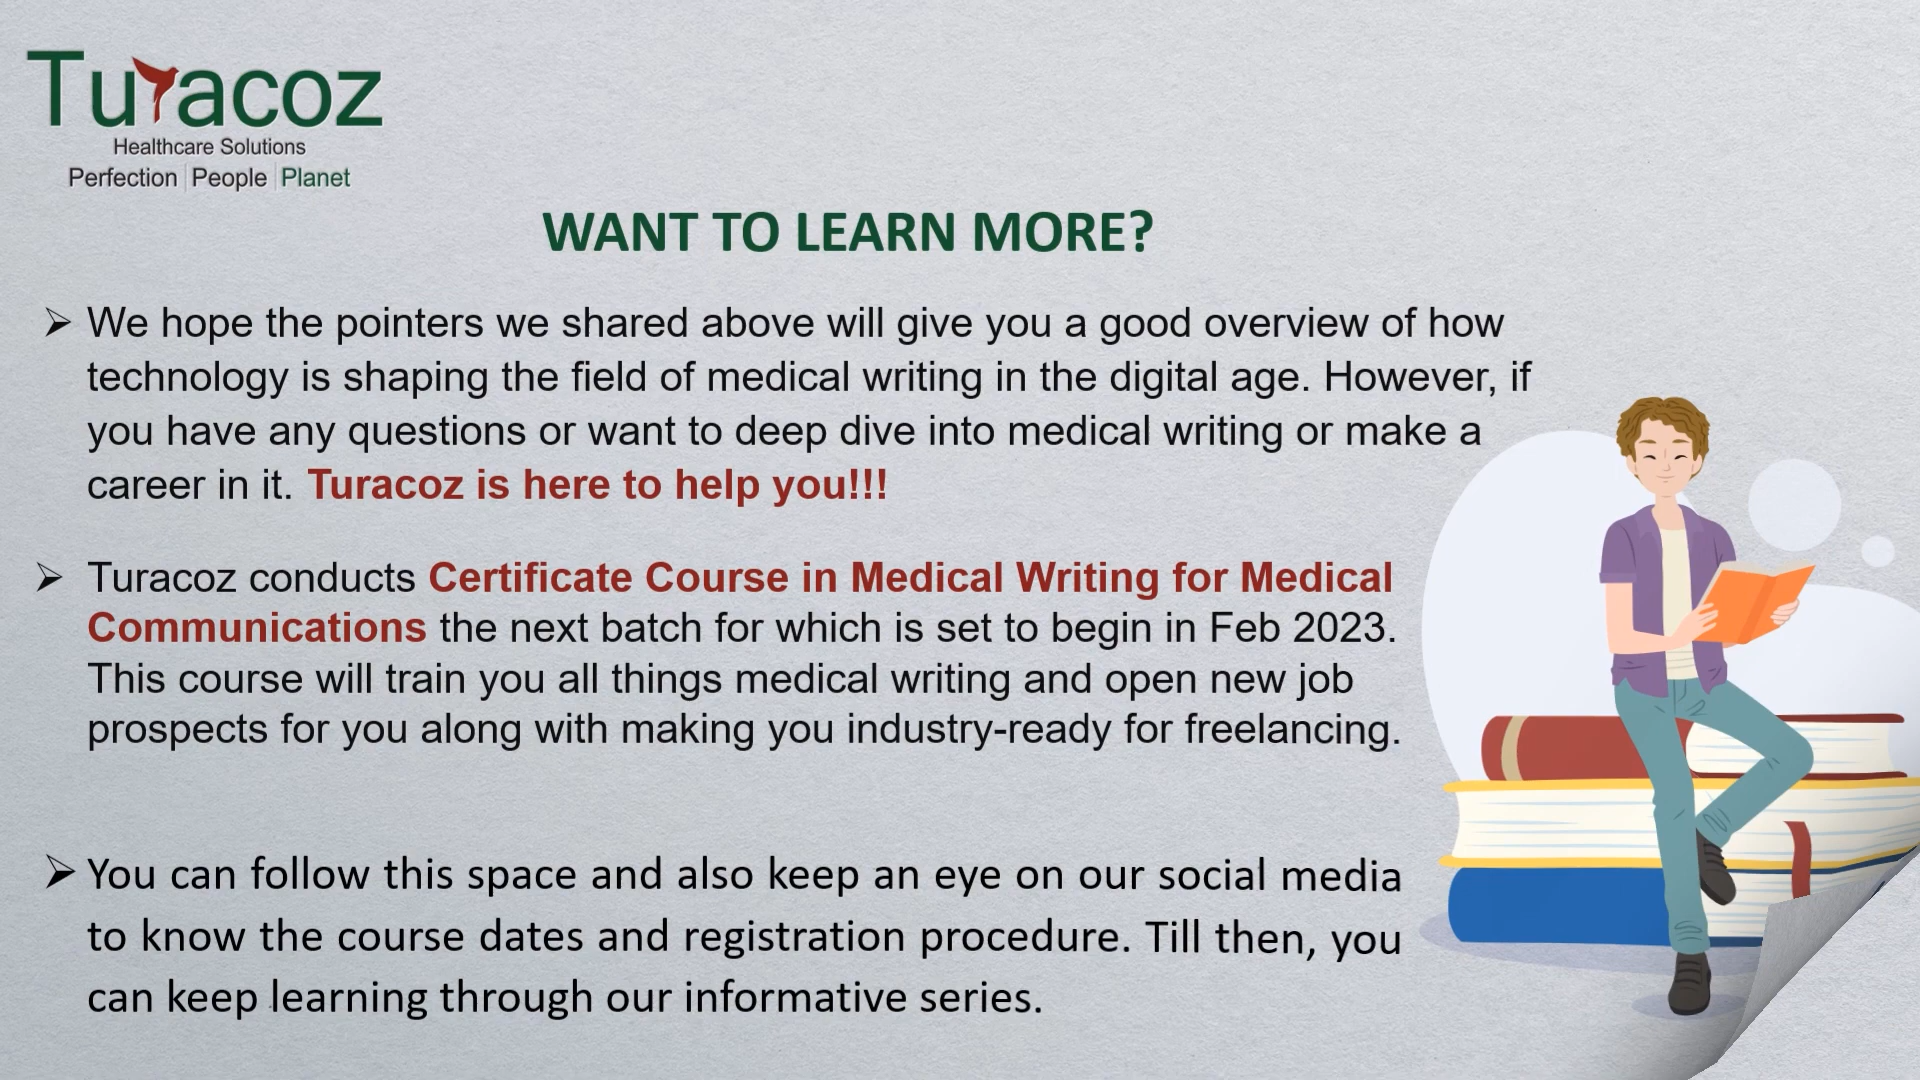 Turacoz
Healthcare Solutions
Perfection | People | Planet
WANT TO LEARN MORE?
➢ We hope the pointers we shared above will give you a good overview of how
technology is shaping the field of medical writing in the digital age. However, if
you have any questions or want to deep dive into medical writing or make a
career in it. Turacoz is here to help you!!!
➢ Turacoz conducts Certificate Course in Medical Writing for Medical
Communications the next batch for which is set to begin in Feb 2023.
This course will train you all things medical writing and open new job
prospects for you along with making you industry-ready for freelancing.
➢ You can follow this space and also keep an eye on our social media
to know the course dates and registration procedure. Till then, you
can keep learning through our informative series.